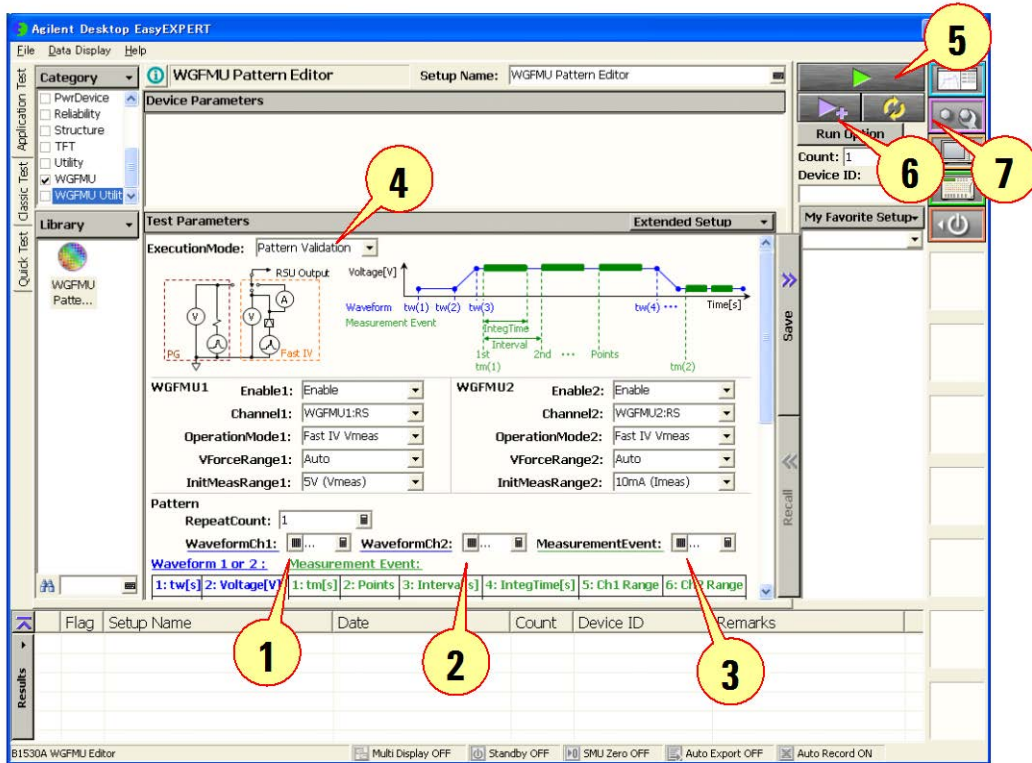 Agilent Desktop EasyEXPERT
File Data Display Help
5
Application Test
Classic Test
Quick Test
Category
PwrDevice
Reliability
Structure
TFT
Utility
WGFMU
WGFMU Utilit
Library
WGFMU
Patte...
WGFMU Pattern Editor
Setup Name: WGFMU Pattern Editor
Device Parameters
4
Test Parameters
Extended Setup
ExecutionMode: Pattern Validation
RSU Output
V
A
V
PG
Fast IV
Voltage[V]
Waveform tw(1) tw(2) tw(3) tw(4) ... Time[s]
Measurement Event
IntegTime
Interval
1st 2nd ... Points
tm(1) tm(2)
WGFMU1 Enable1: Enable
Channel1: WGFMU1:RS
OperationMode1: Fast IV Vmeas
VForceRange1: Auto
InitMeasRange1: 5V (Vmeas)
WGFMU2 Enable2: Enable
Channel2: WGFMU2:RS
OperationMode2: Fast IV Vmeas
VForceRange2: Auto
InitMeasRange2: 10mA (Imeas)
Pattern
RepeatCount: 1
WaveformCh1: ... WaveformCh2: ... MeasurementEvent: ...
Waveform 1 or 2 : Measurement Event:
1: tw[s] 2: Voltage[V] 1: tm[s] 2: Points 3: Interval[s] 4: IntegTime[s] 5: Ch1 Range 6: Ch2 Range
Save
Recall
Run Option
Count: 1
Device ID:
6
7
My Favorite Setup
Results
Flag Setup Name Date Count Device ID Remarks
1
2
3
B1530A WGFMU Editor
Multi Display OFF Standby OFF SMU Zero OFF Auto Export OFF Auto Record ON